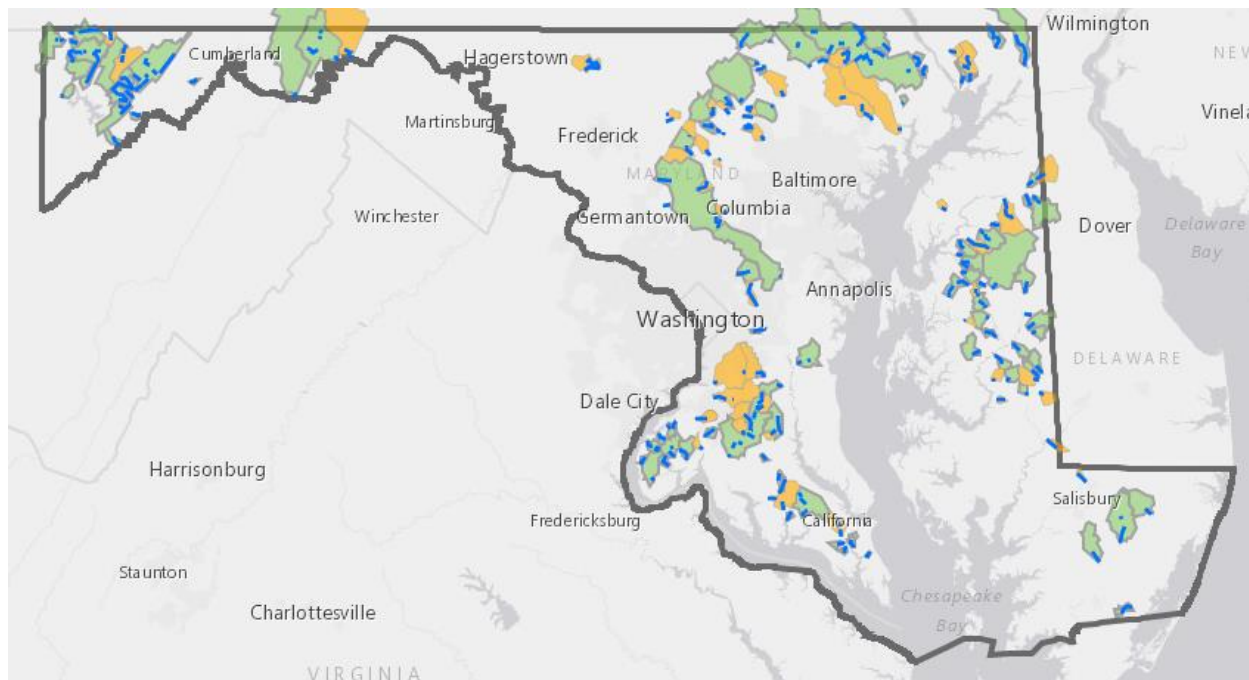 Wilmington
Cumberland
Hagerstown
NEV
Vinela
Martinsburg
Frederick
MARYLAND
Baltimore
Winchester
Germantown
Columbia
Dover
Delaware
Bay
Annapolis
Washington
DELAWARE
Dale City
Harrisonburg
Salisbury
Fredericksburg
California
Staunton
Chesapeake
Bay
Charlottesville
VIRGINIA